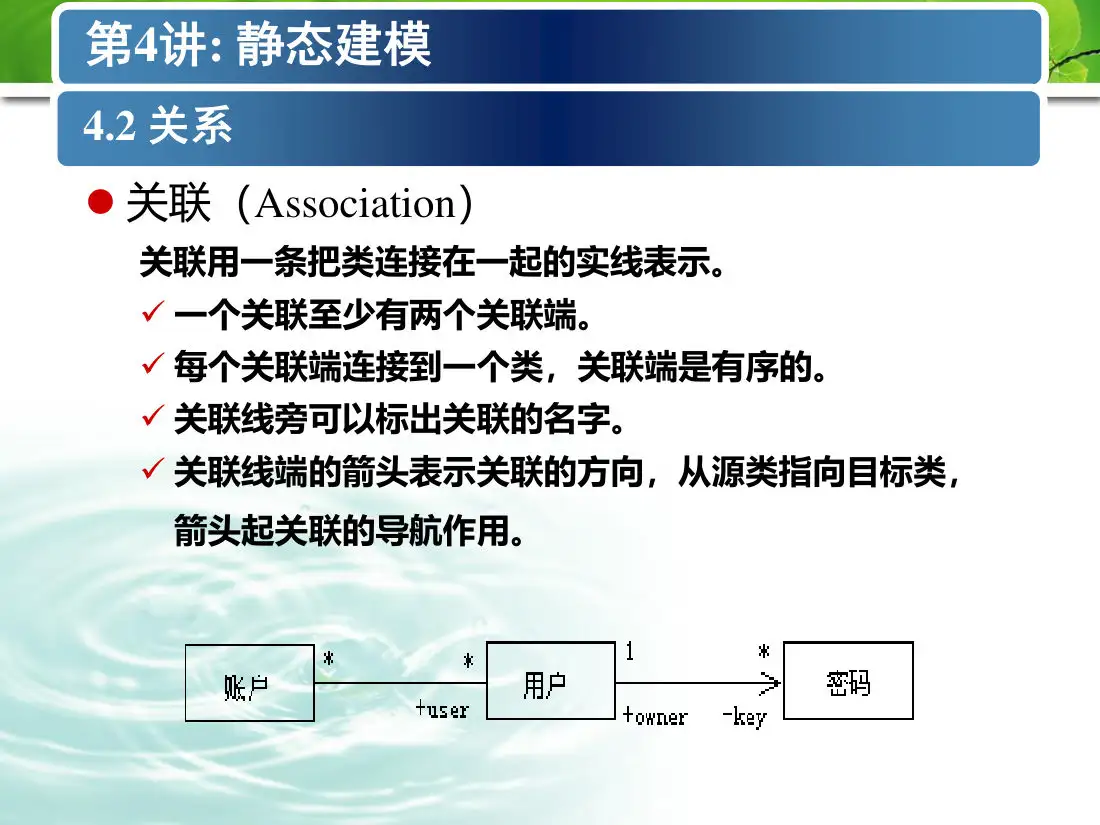 第4讲: 静态建模
4.2 关系
关联（Association）
关联用一条把类连接在一起的实线表示。
一个关联至少有两个关联端。
每个关联端连接到一个类，关联端是有序的。
关联线旁可以标出关联的名字。
关联线端的箭头表示关联的方向，从源类指向目标类，
箭头起关联的导航作用。
账户 * * 用户 1 * 密码
+user +owner -key